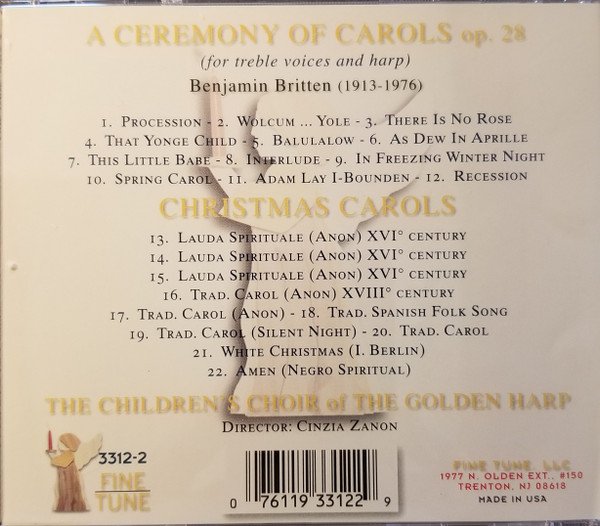 A CEREMONY OF CAROLS op. 28
(for treble voices and harp)
Benjamin Britten (1913-1976)
1. Procession - 2. Wolcum ... Yole - 3. There Is No Rose
4. That Yonge Child - 5. Balulalow - 6. As Dew In Aprille
7. This Little Babe - 8. Interlude - 9. In Freezing Winter Night
10. Spring Carol - 11. Adam Lay I-Bounden - 12. Recession
CHRISTMAS CAROLS
13. Lauda Spirituale (Anon) XVI° century
14. Lauda Spirituale (Anon) XVI° century
15. Lauda Spirituale (Anon) XVI° century
16. Trad. Carol (Anon) XVIII° century
17. Trad. Carol (Anon) - 18. Trad. Spanish Folk Song
19. Trad. Carol (Silent Night) - 20. Trad. Carol
21. White Christmas (I. Berlin)
22. Amen (Negro Spiritual)
THE CHILDREN'S CHOIR of THE GOLDEN HARP
Director: Cinzia Zanon
3312-2
FINE
TUNE
0 76119 33122 9
FINE TUNE, LLC
1977 N. OLDEN EXT., #150
TRENTON, NJ 08618
MADE IN USA